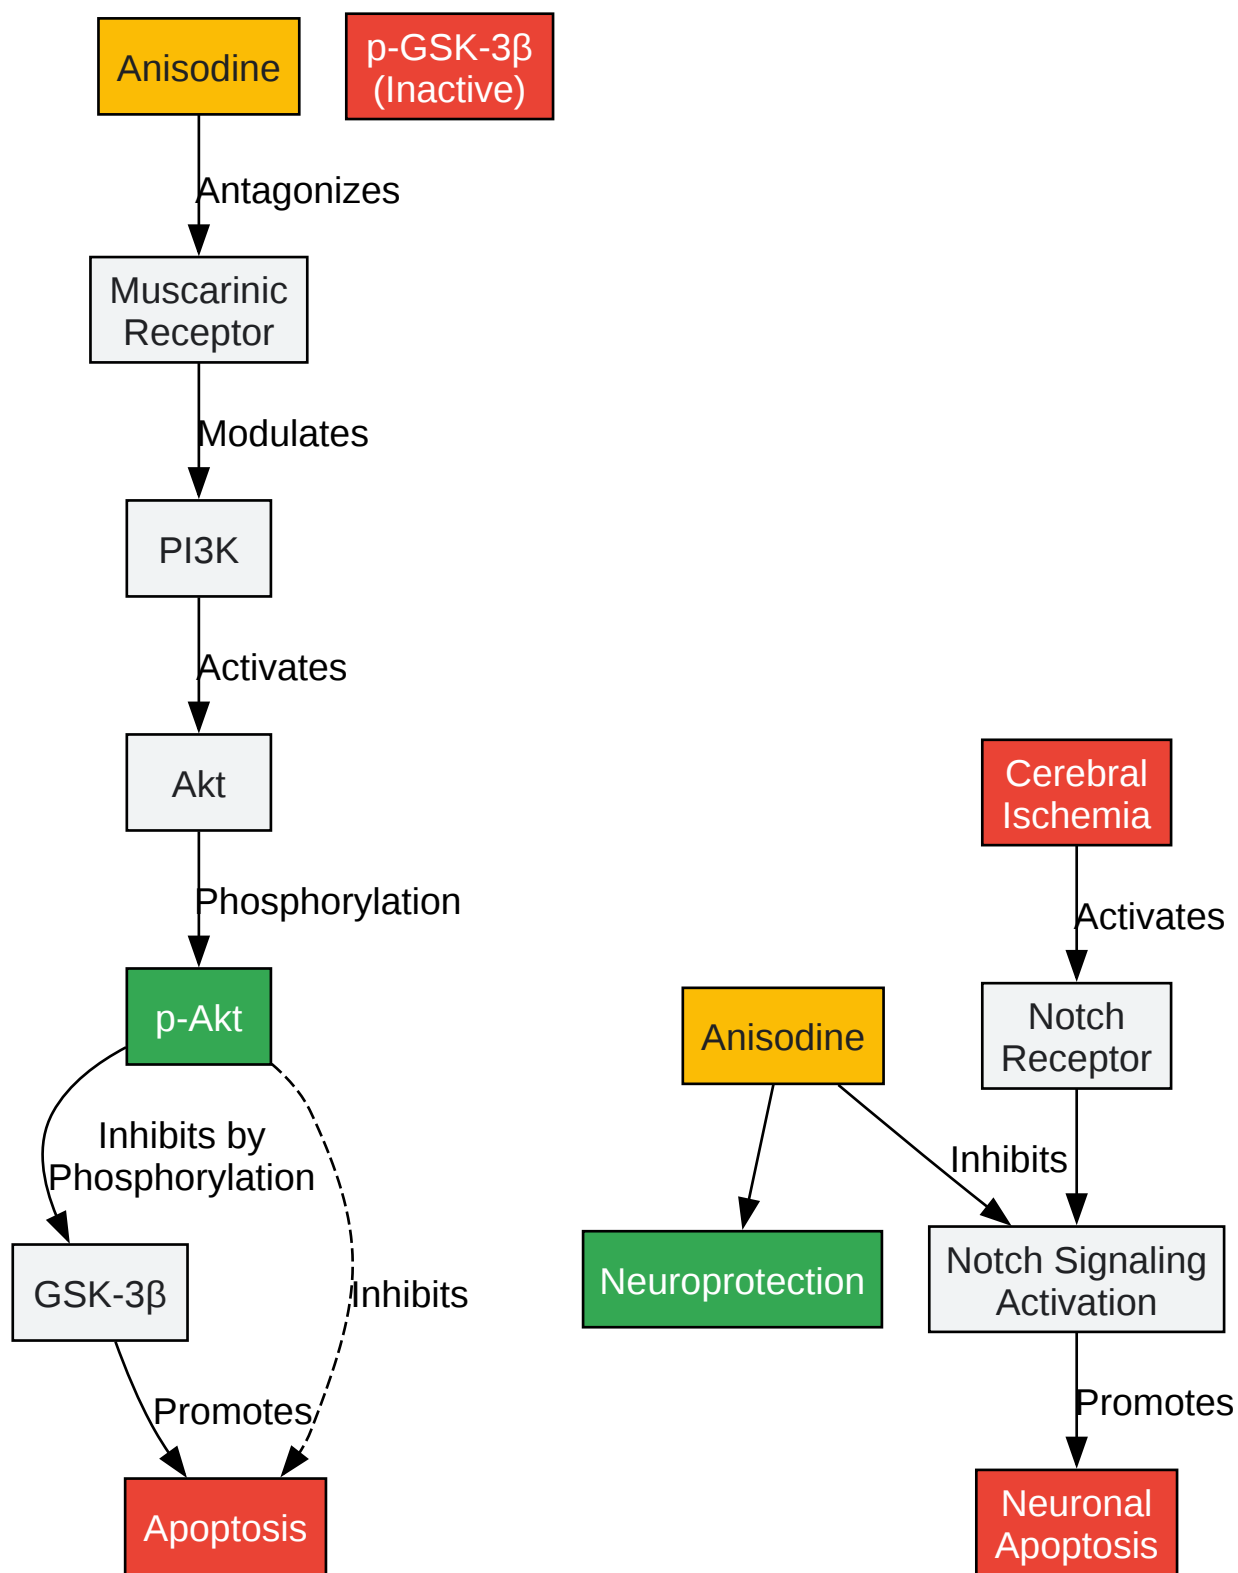 Anisodine
p-GSK-3β
(Inactive)
Antagonizes
Muscarinic
Receptor
Modulates
PI3K
Activates
Akt
Phosphorylation
p-Akt
Inhibits by
Phosphorylation
GSK-3β
Inhibits
Promotes
Apoptosis
Cerebral
Ischemia
Activates
Notch
Receptor
Anisodine
Inhibits
Neuroprotection
Notch Signaling
Activation
Promotes
Neuronal
Apoptosis